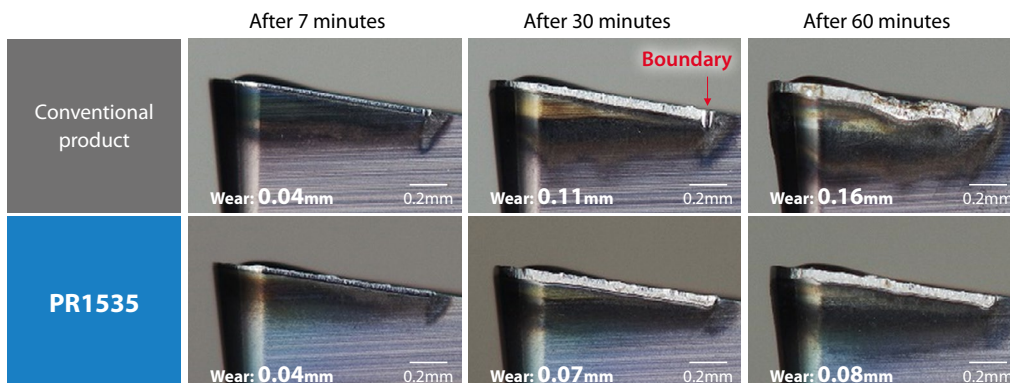 After 7 minutes
After 30 minutes
After 60 minutes
Conventional
product
Boundary
Wear: 0.04mm
0.2mm
Wear: 0.11mm
0.2mm
Wear: 0.16mm
0.2mm
PR1535
Wear: 0.04mm
0.2mm
Wear: 0.07mm
0.2mm
Wear: 0.08mm
0.2mm